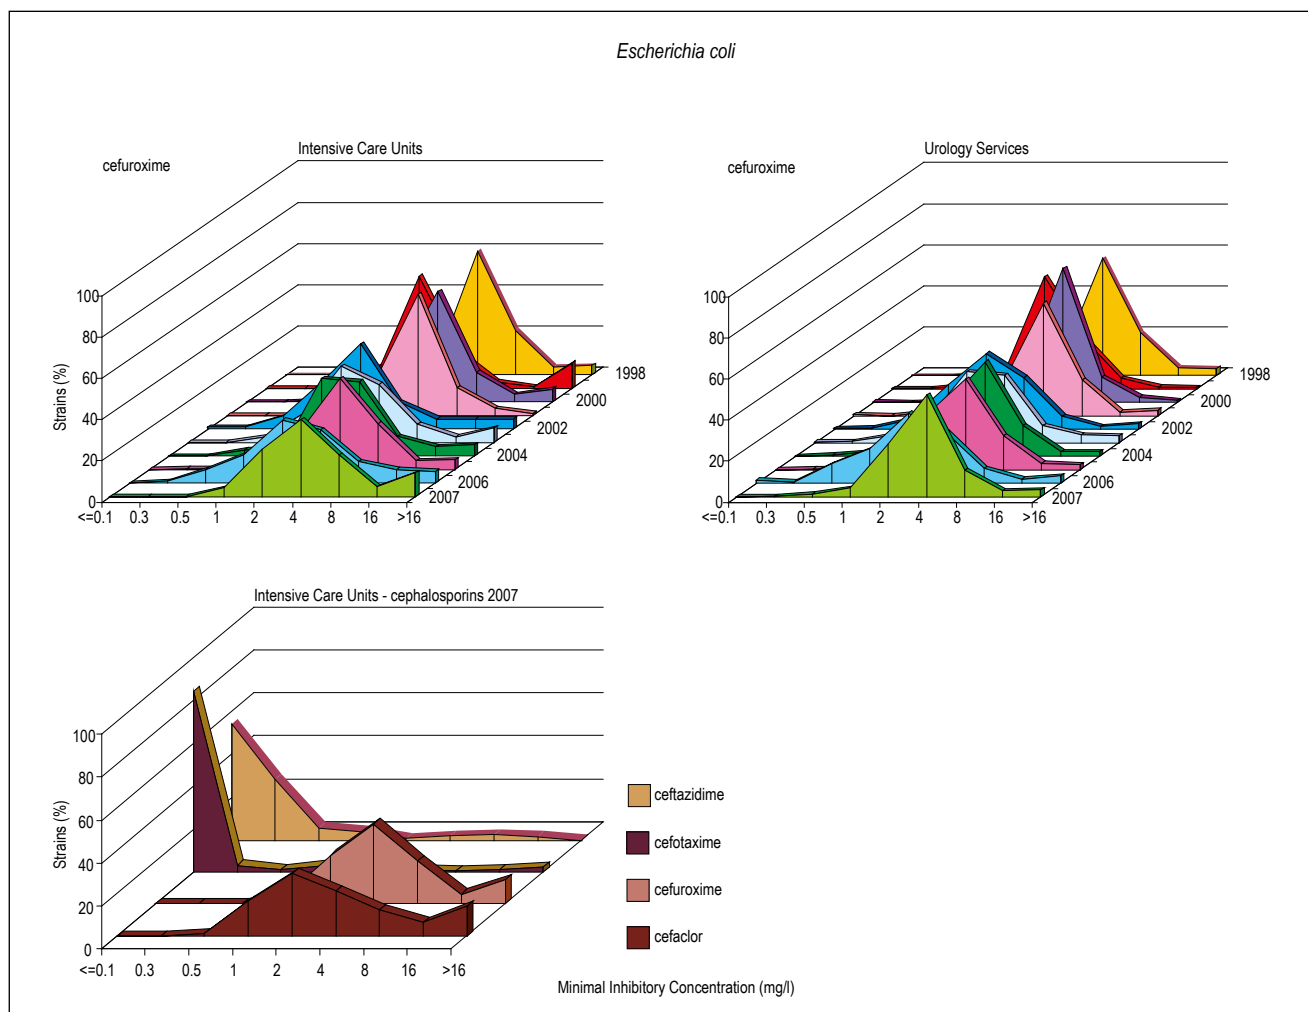 Escherichia coli
Intensive Care Units
cefuroxime
Strains (%)
100
80
60
40
20
0
<=0.1 0.3 0.5 1 2 4 8 16 >16
1998
2000
2002
2004
2006
2007
Urology Services
cefuroxime
100
80
60
40
20
0
<=0.1 0.3 0.5 1 2 4 8 16 >16
1998
2000
2002
2004
2006
2007
Intensive Care Units - cephalosporins 2007
Strains (%)
100
80
60
40
20
0
<=0.1 0.3 0.5 1 2 4 8 16 >16
ceftazidime
cefotaxime
cefuroxime
cefaclor
Minimal Inhibitory Concentration (mg/l)